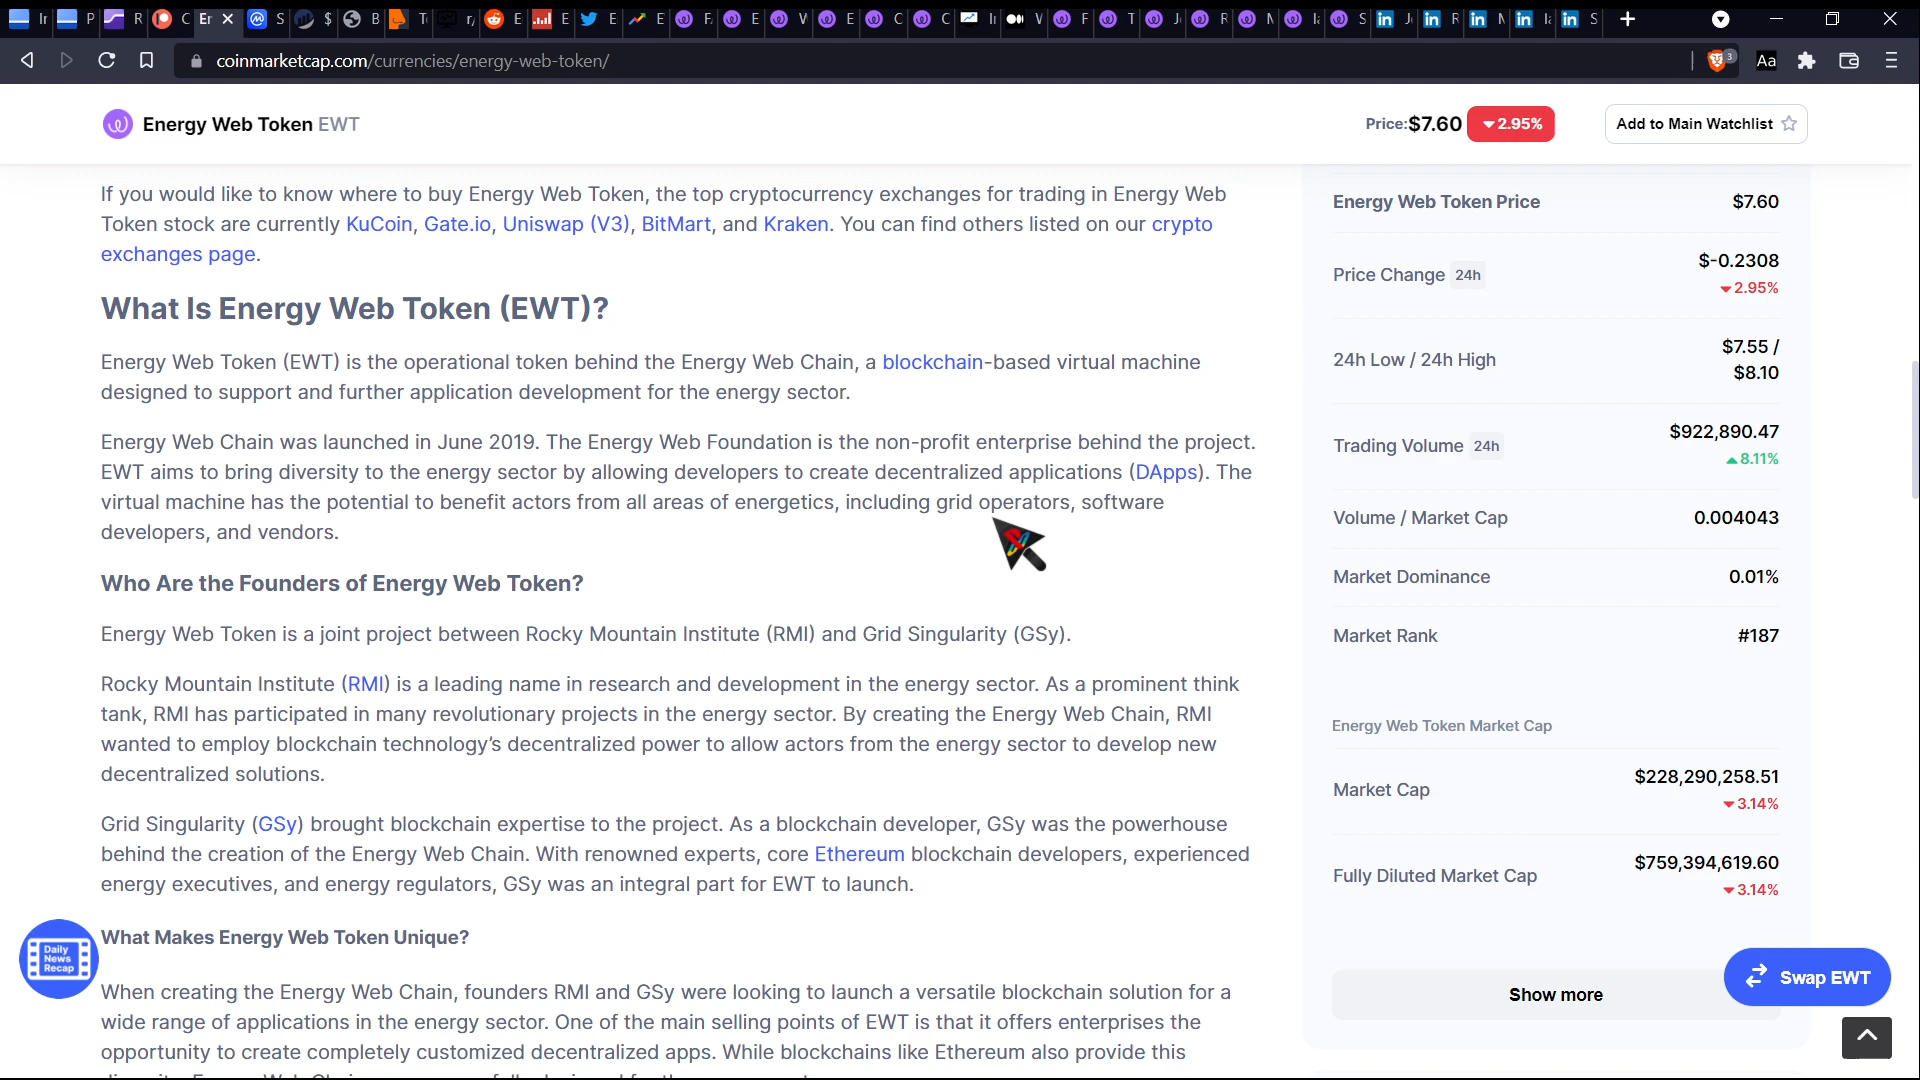 coinmarketcap.com/currencies/energy-web-token/
3
Aa
Energy Web Token EWT
Price:$7.60
2.95%
Add to Main Watchlist
If you would like to know where to buy Energy Web Token, the top cryptocurrency exchanges for trading in Energy Web
Token stock are currently KuCoin, Gate.io, Uniswap (V3), BitMart, and Kraken. You can find others listed on our crypto
exchanges page.
What Is Energy Web Token (EWT)?
Energy Web Token (EWT) is the operational token behind the Energy Web Chain, a blockchain-based virtual machine
designed to support and further application development for the energy sector.
Energy Web Chain was launched in June 2019. The Energy Web Foundation is the non-profit enterprise behind the project.
EWT aims to bring diversity to the energy sector by allowing developers to create decentralized applications (DApps). The
virtual machine has the potential to benefit actors from all areas of energetics, including grid operators, software
developers, and vendors.
Who Are the Founders of Energy Web Token?
Energy Web Token is a joint project between Rocky Mountain Institute (RMI) and Grid Singularity (GSy).
Rocky Mountain Institute (RMI) is a leading name in research and development in the energy sector. As a prominent think
tank, RMI has participated in many revolutionary projects in the energy sector. By creating the Energy Web Chain, RMI
wanted to employ blockchain technology's decentralized power to allow actors from the energy sector to develop new
decentralized solutions.
Grid Singularity (GSy) brought blockchain expertise to the project. As a blockchain developer, GSy was the powerhouse
behind the creation of the Energy Web Chain. With renowned experts, core Ethereum blockchain developers, experienced
energy executives, and energy regulators, GSy was an integral part for EWT to launch.
What Makes Energy Web Token Unique?
When creating the Energy Web Chain, founders RMI and GSy were looking to launch a versatile blockchain solution for a
wide range of applications in the energy sector. One of the main selling points of EWT is that it offers enterprises the
opportunity to create completely customized decentralized apps. While blockchains like Ethereum also provide this
Daily
News
Recap
Energy Web Token Price $7.60
Price Change 24h $-0.2308
2.95%
24h Low / 24h High $7.55 /
$8.10
Trading Volume 24h $922,890.47
8.11%
Volume / Market Cap 0.004043
Market Dominance 0.01%
Market Rank #187
Energy Web Token Market Cap
Market Cap $228,290,258.51
3.14%
Fully Diluted Market Cap $759,394,619.60
3.14%
Show more
Swap EWT